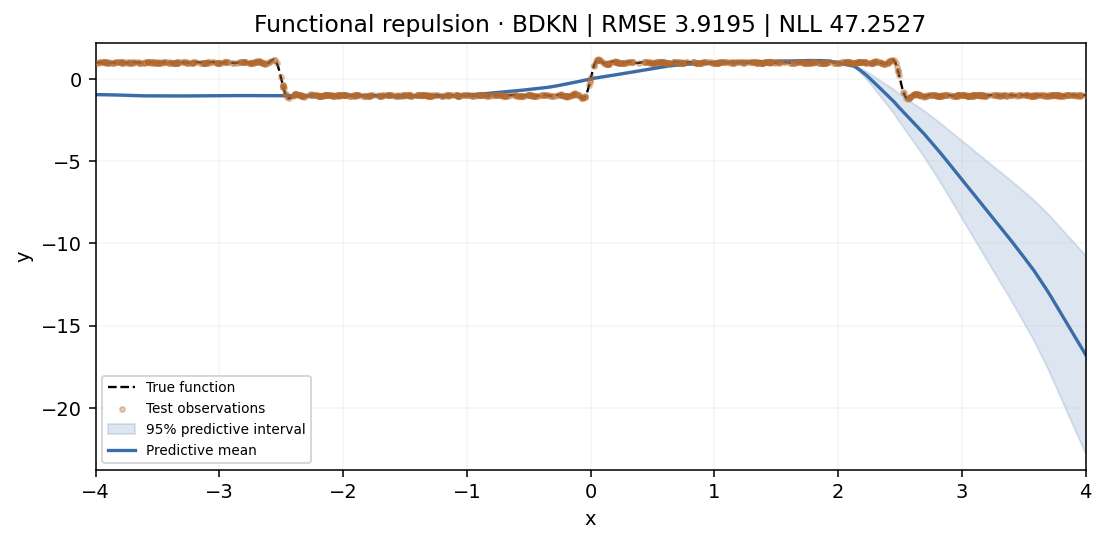 Functional repulsion · BDKN | RMSE 3.9195 | NLL 47.2527
0
−5
−10
−15
−20
y
True function
Test observations
95% predictive interval
Predictive mean
−4 −3 −2 −1 0 1 2 3 4
x